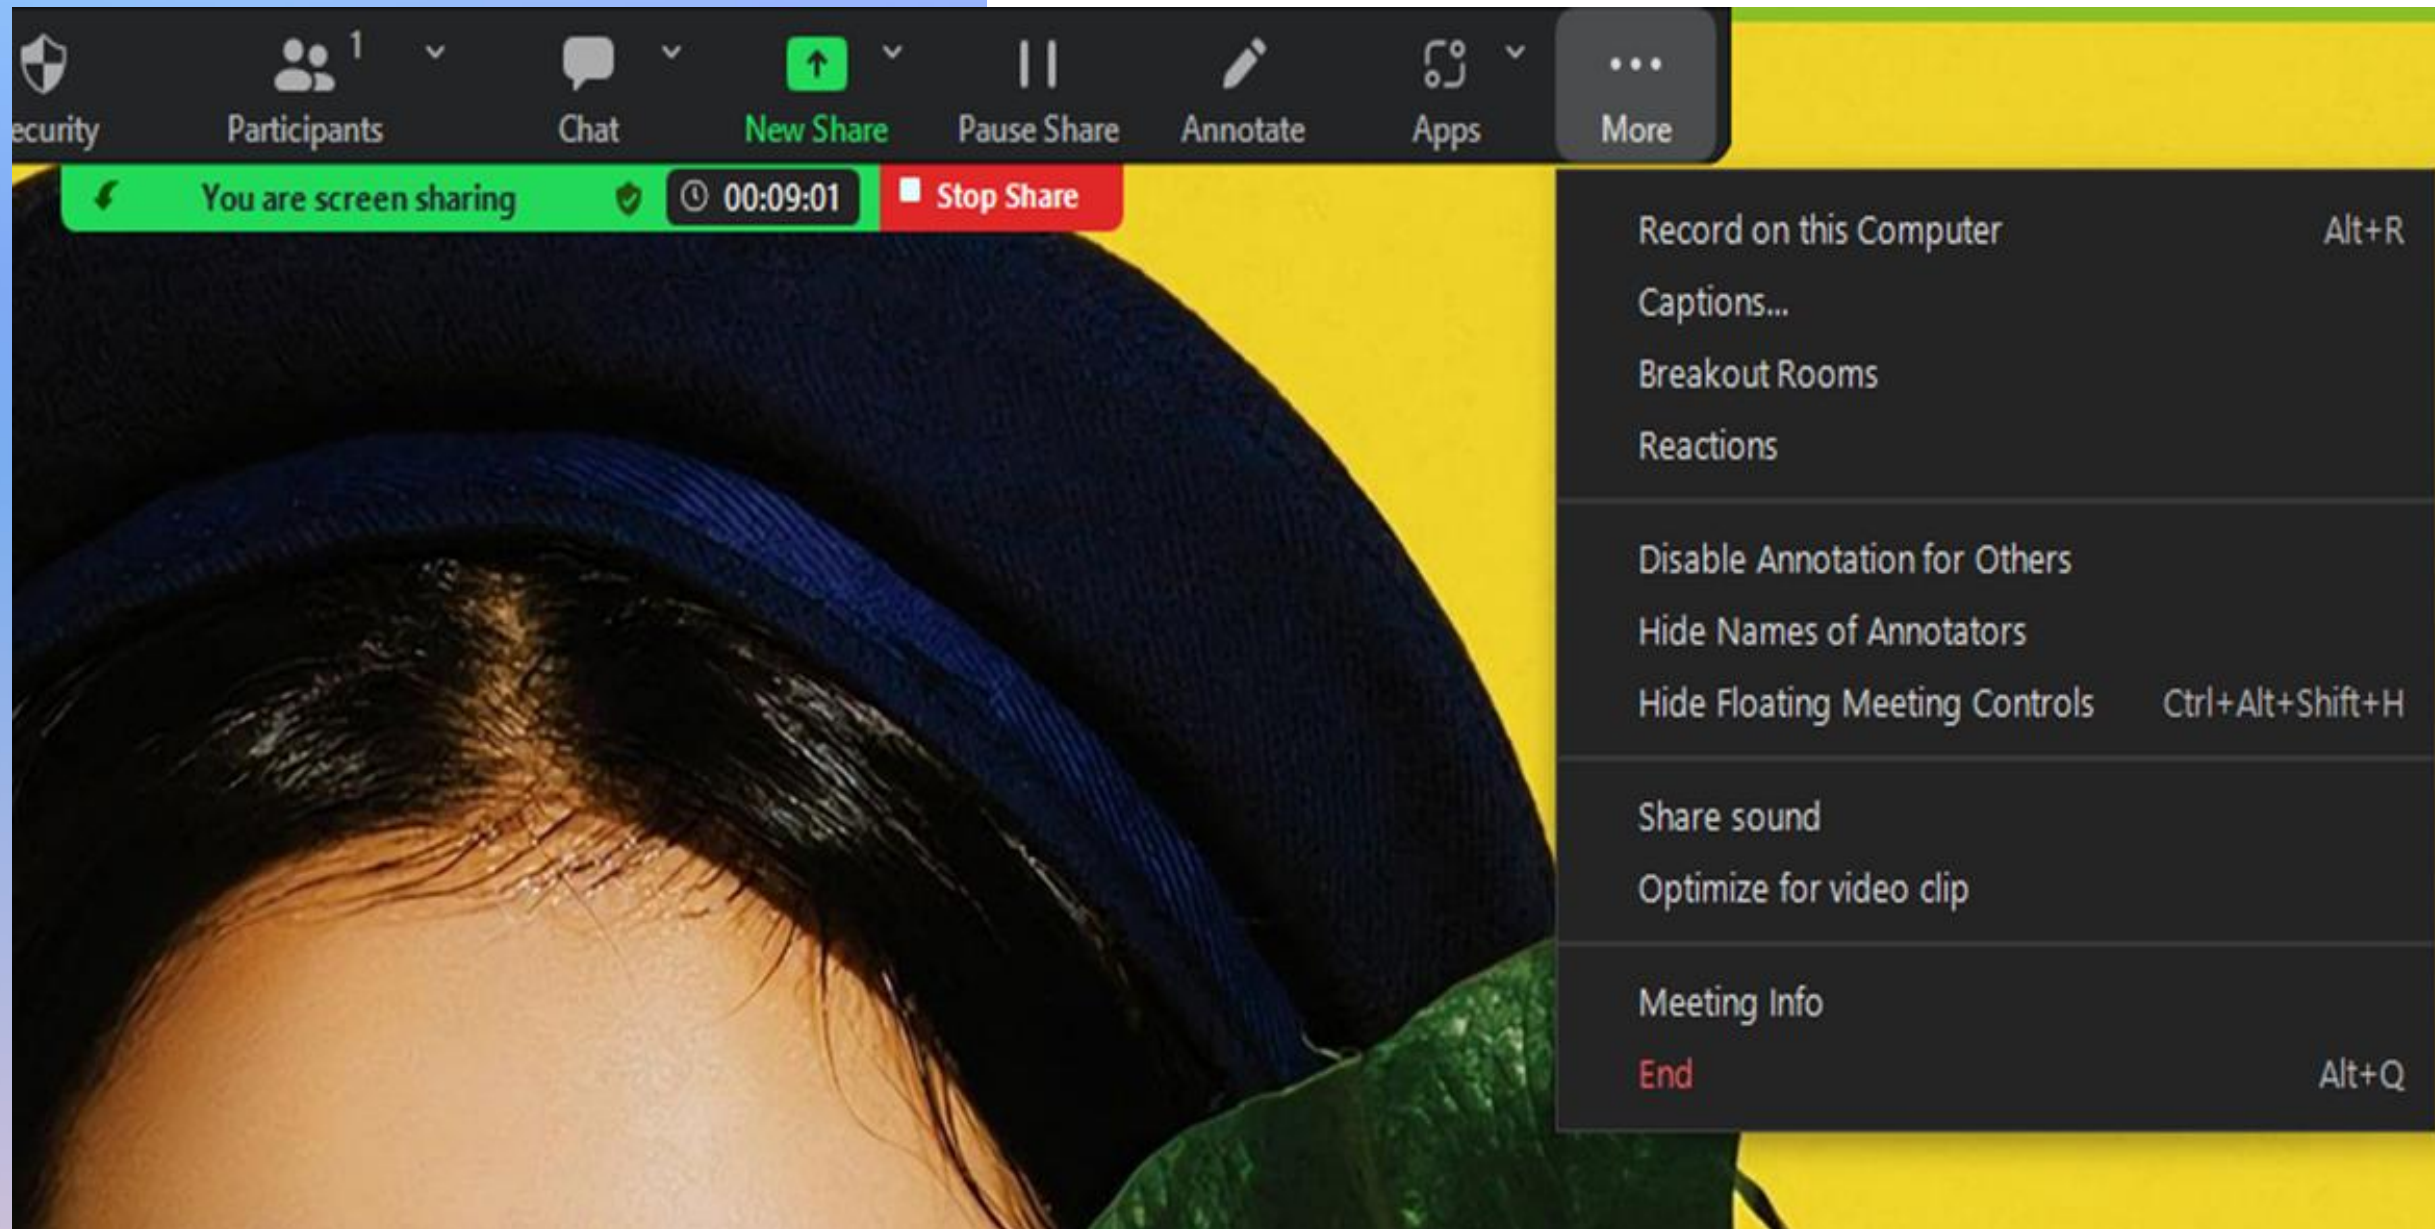 ecurity
1
Participants
Chat
New Share
Pause Share
Annotate
Apps
More
You are screen sharing
00:09:01
Stop Share
Record on this Computer Alt+R
Captions...
Breakout Rooms
Reactions
Disable Annotation for Others
Hide Names of Annotators
Hide Floating Meeting Controls Ctrl+Alt+Shift+H
Share sound
Optimize for video clip
Meeting Info
End Alt+Q